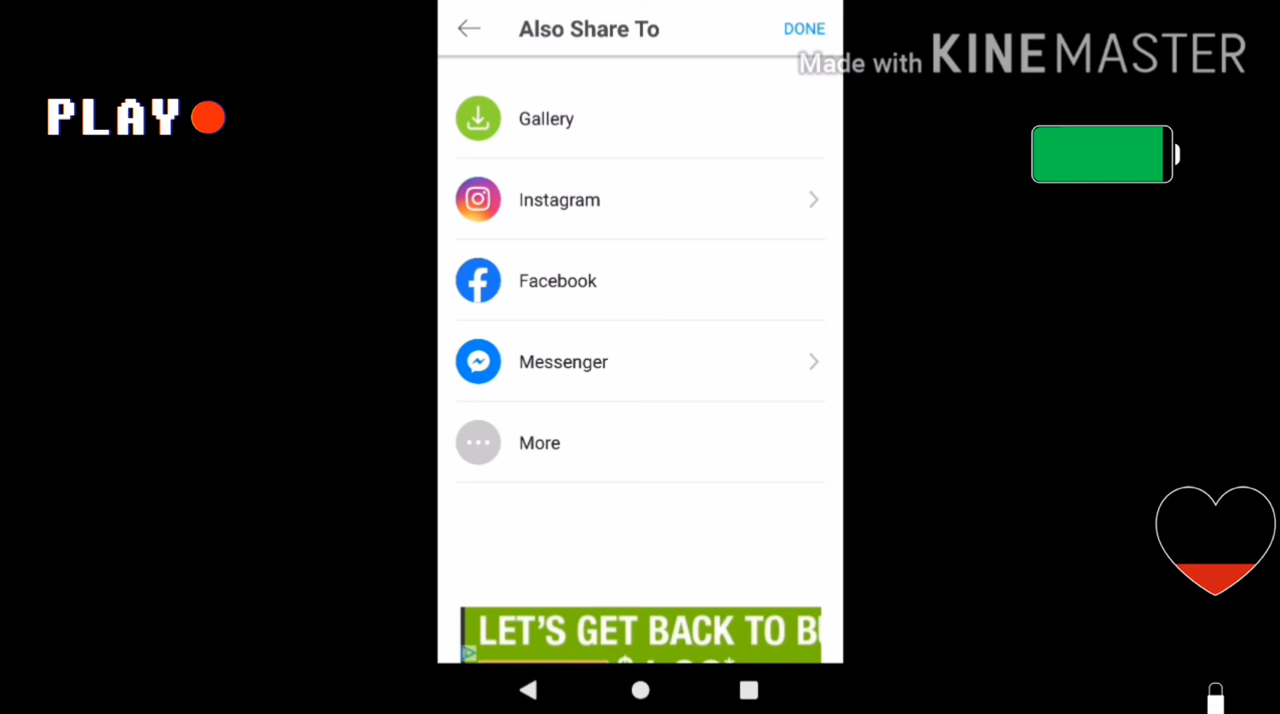 Also Share To
DONE
Made with KINEMASTER
PLAY
Gallery
Instagram
Facebook
Messenger
More
LET'S GET BACK TO